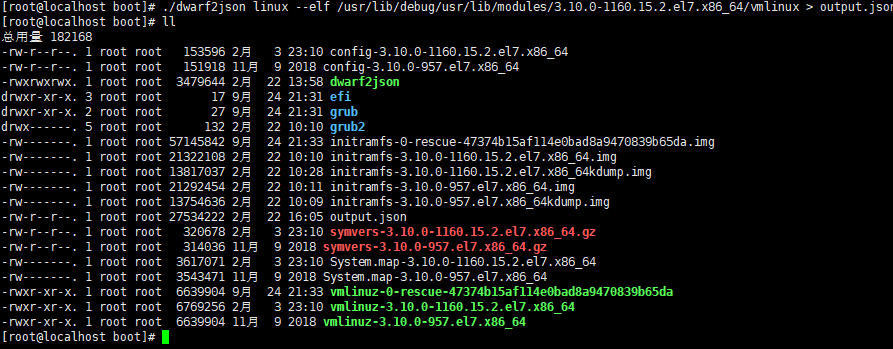 [root@localhost boot]# ./dwarf2json linux --elf /usr/lib/debug/usr/lib/modules/3.10.0-1160.15.2.el7.x86_64/vmlinux > output.json
[root@localhost boot]# ll
总用量 182168
-rw-r--r--. 1 root root   153596 2月   3 23:10 config-3.10.0-1160.15.2.el7.x86_64
-rw-r--r--. 1 root root   151918 11月  9 2018 config-3.10.0-957.el7.x86_64
-rwxrwxrwx. 1 root root  3479644 2月  22 13:58 dwarf2json
drwxr-xr-x. 3 root root       17 9月  24 21:31 efi
drwxr-xr-x. 2 root root       27 9月  24 21:31 grub
drwx------. 5 root root      132 2月  22 10:10 grub2
-rw-------. 1 root root 57145842 9月  24 21:33 initramfs-0-rescue-47374b15af114e0bad8a9470839b65da.img
-rw-------. 1 root root 21322108 2月  22 10:10 initramfs-3.10.0-1160.15.2.el7.x86_64.img
-rw-------. 1 root root 13817037 2月  22 10:28 initramfs-3.10.0-1160.15.2.el7.x86_64kdump.img
-rw-------. 1 root root 21292454 2月  22 10:11 initramfs-3.10.0-957.el7.x86_64.img
-rw-------. 1 root root 13754636 2月  22 10:09 initramfs-3.10.0-957.el7.x86_64kdump.img
-rw-r--r--. 1 root root 27534222 2月  22 16:05 output.json
-rw-r--r--. 1 root root   320678 2月   3 23:10 symvers-3.10.0-1160.15.2.el7.x86_64.gz
-rw-r--r--. 1 root root   314036 11月  9 2018 symvers-3.10.0-957.el7.x86_64.gz
-rw-------. 1 root root  3617071 2月   3 23:10 System.map-3.10.0-1160.15.2.el7.x86_64
-rw-------. 1 root root  3543471 11月  9 2018 System.map-3.10.0-957.el7.x86_64
-rwxr-xr-x. 1 root root  6639904 9月  24 21:33 vmlinuz-0-rescue-47374b15af114e0bad8a9470839b65da
-rwxr-xr-x. 1 root root  6769256 2月   3 23:10 vmlinuz-3.10.0-1160.15.2.el7.x86_64
-rwxr-xr-x. 1 root root  6639904 11月  9 2018 vmlinuz-3.10.0-957.el7.x86_64
[root@localhost boot]#